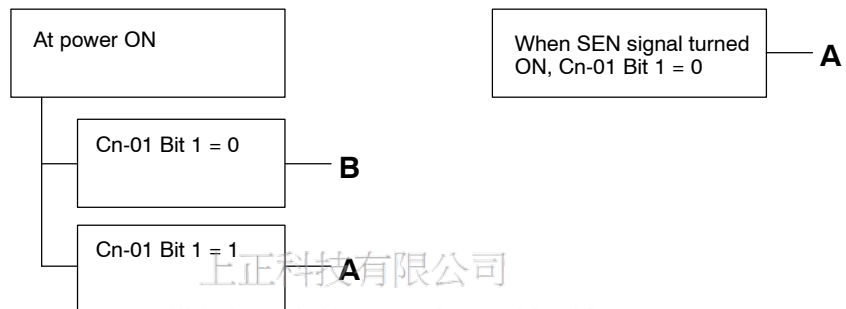 At power ON
Cn-01 Bit 1 = 0
B
Cn-01 Bit 1 = 1
A
上正科技有限公司
When SEN signal turned
ON, Cn-01 Bit 1 = 0
A